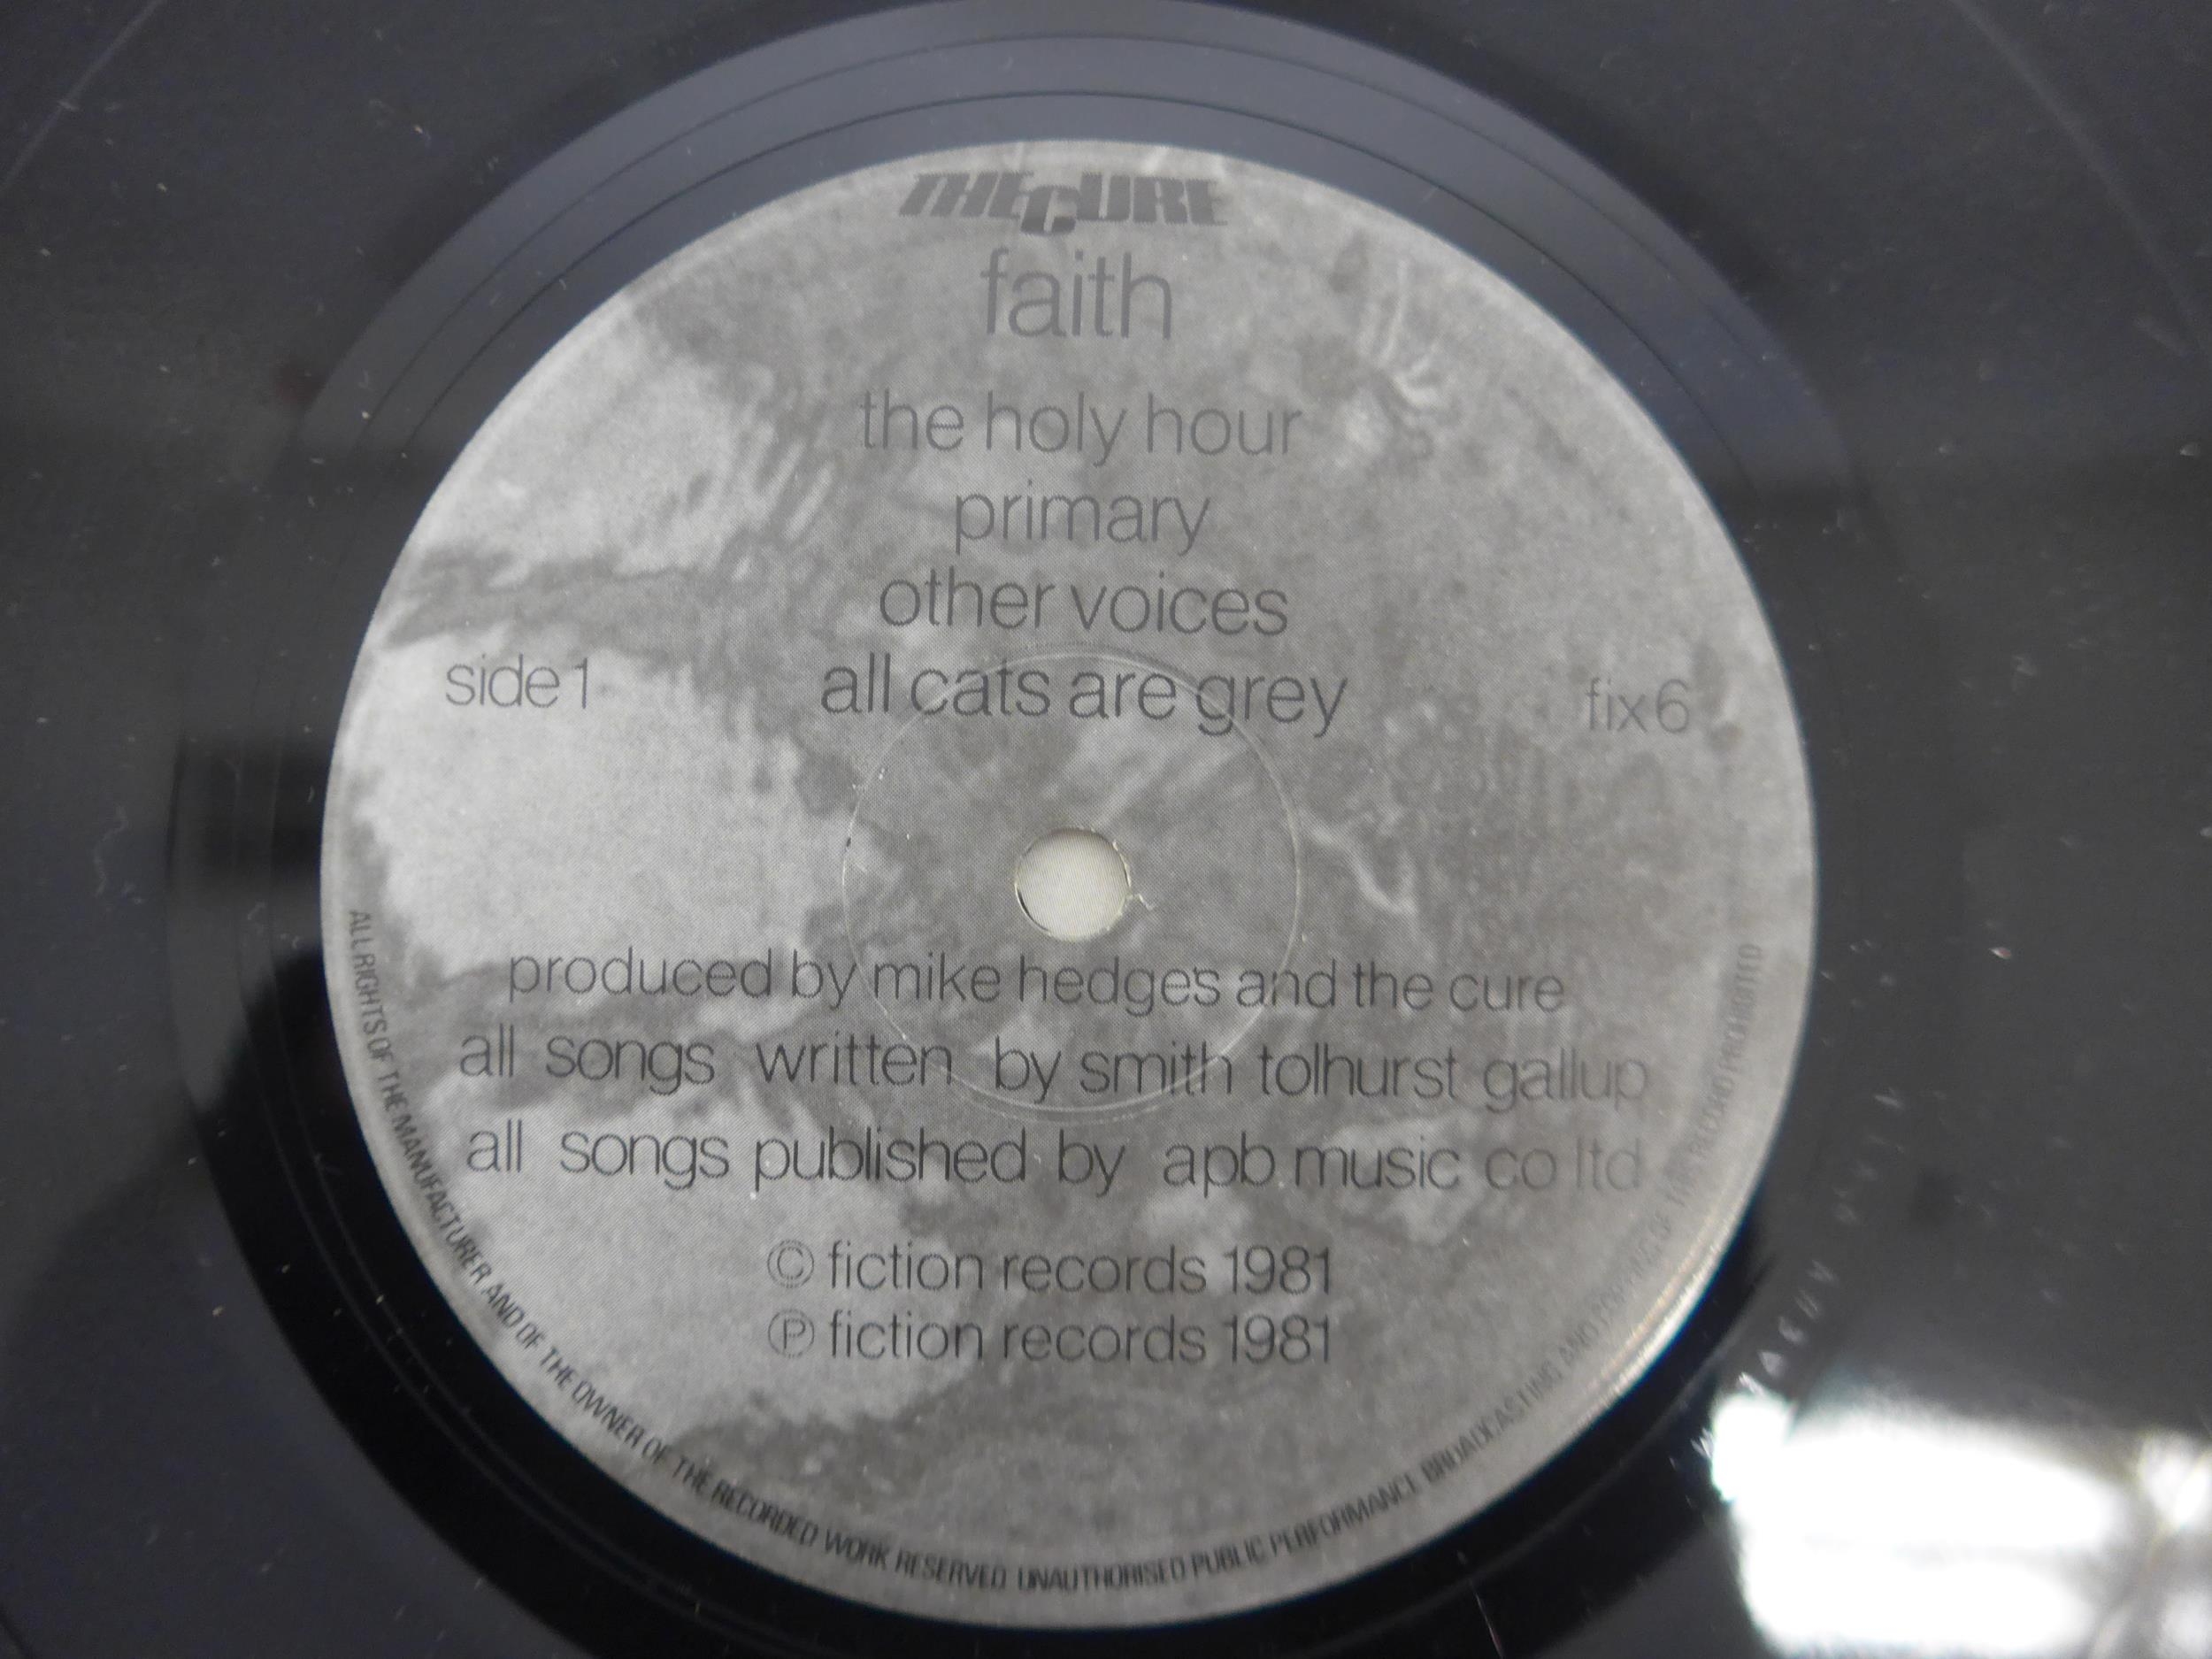 THE CURE
faith
the holy hour
primary
other voices
all cats are grey
side 1
fix 6
produced by mike hedges and the cure
all songs written by smith tolhurst gallup
all songs published by apb music co ltd
© fiction records 1981
℗ fiction records 1981
ALL RIGHTS OF THE MANUFACTURER AND OF THE OWNER OF THE RECORDED WORK RESERVED UNAUTHORISED PUBLIC PERFORMANCE BROADCASTING AND COPYING OF THIS RECORD PROHIBITED